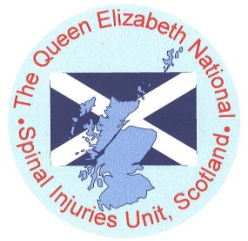 The Queen Elizabeth National
• Spinal Injuries Unit, Scotland •